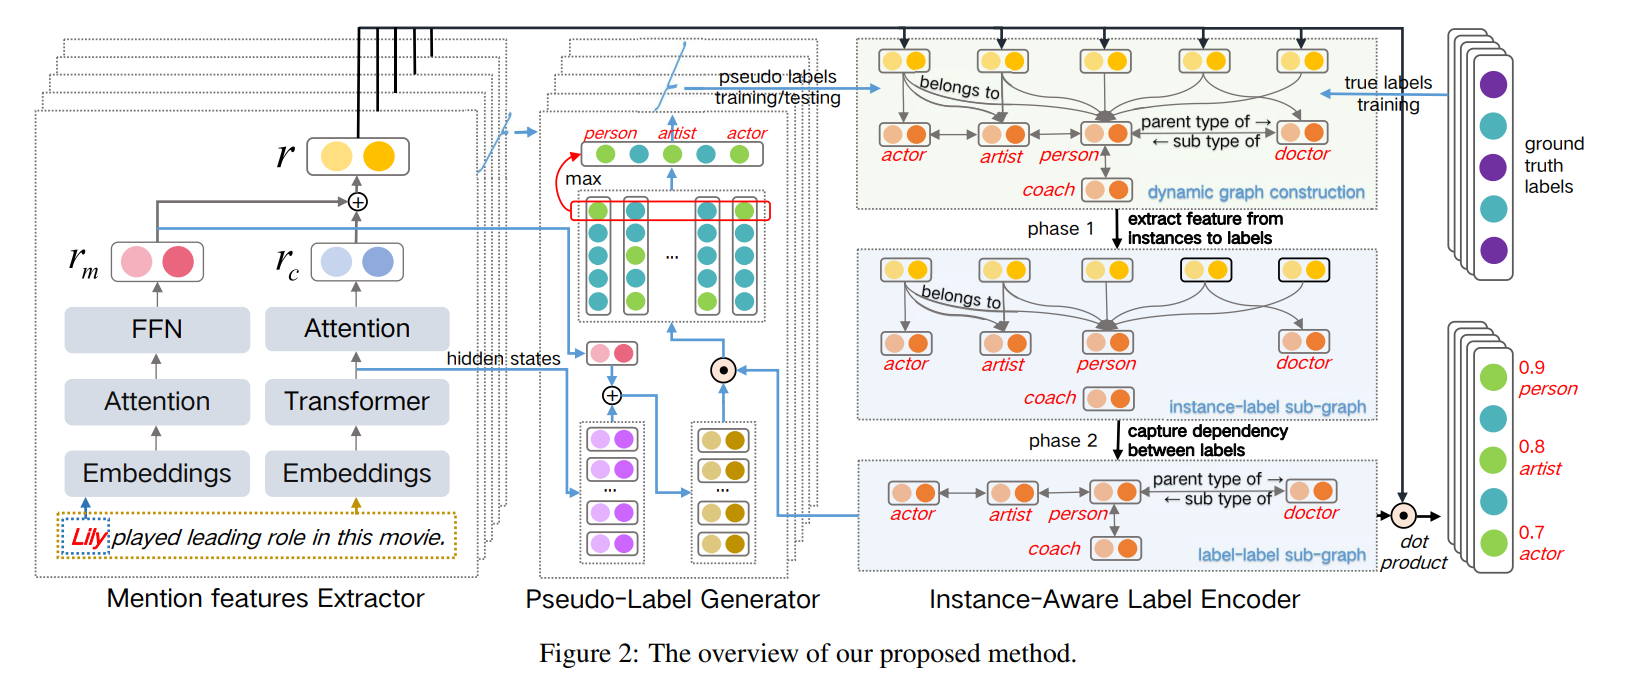 r
r_m
r_c
FFN
Attention
Attention
Transformer
Embeddings
Embeddings
Lily played leading role in this movie.
Mention features Extractor
hidden states
person artist actor
max
...
...
...
Pseudo-Label Generator
pseudo labels
training/testing
belongs to
parent type of →
← sub type of
actor
artist
person
doctor
coach
dynamic graph construction
phase 1
extract feature from
instances to labels
belongs to
actor
artist
person
doctor
coach
instance-label sub-graph
phase 2
capture dependency
between labels
parent type of →
← sub type of
actor
artist
person
doctor
coach
label-label sub-graph
Instance-Aware Label Encoder
true labels
training
ground
truth
labels
0.9
person
0.8
artist
0.7
actor
dot
product
Figure 2: The overview of our proposed method.